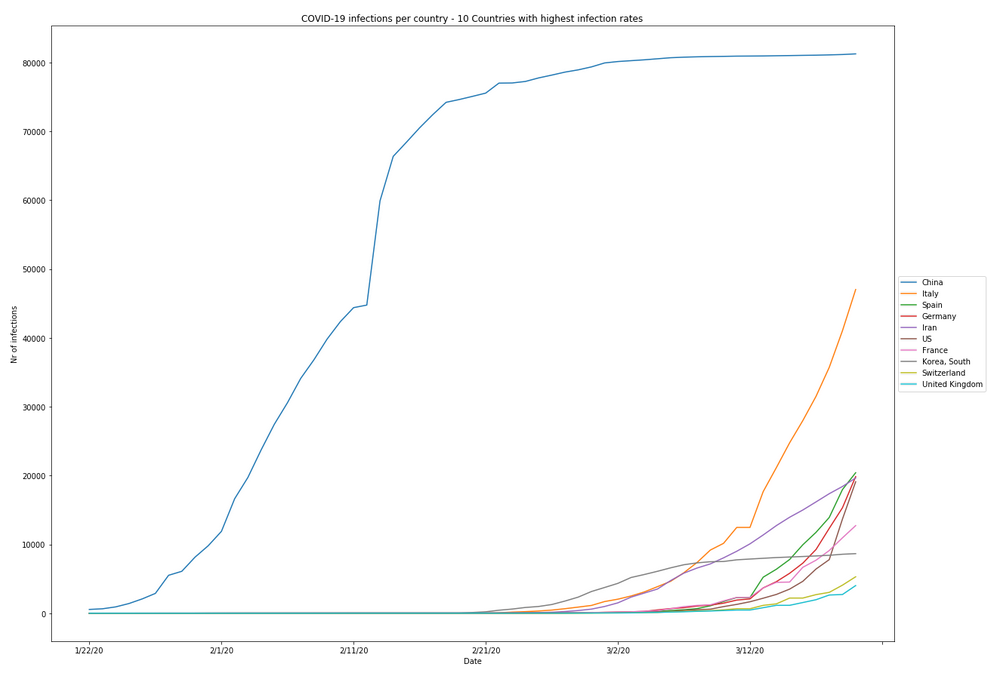 COVID-19 infections per country - 10 Countries with highest infection rates
Nr of infections
80000
70000
60000
50000
40000
30000
20000
10000
0
1/22/20
2/1/20
2/11/20
2/21/20
3/2/20
3/12/20
Date
China
Italy
Spain
Germany
Iran
US
France
Korea, South
Switzerland
United Kingdom